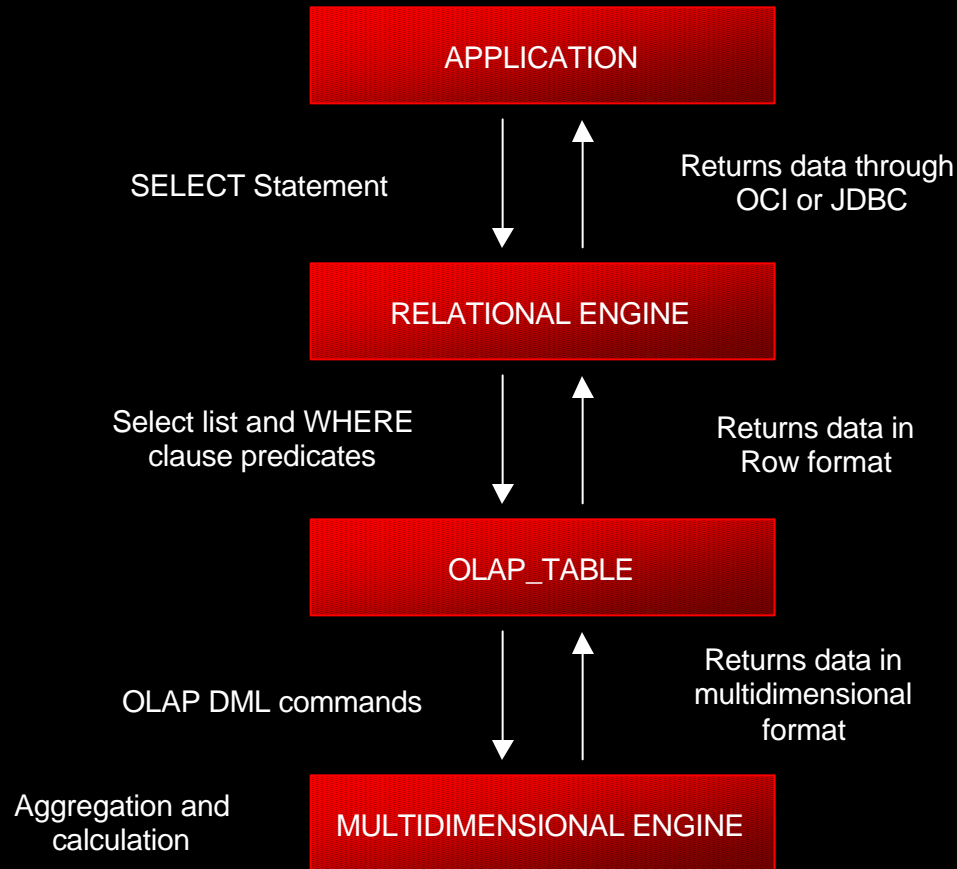 APPLICATION
SELECT Statement
Returns data through
OCI or JDBC
RELATIONAL ENGINE
Select list and WHERE
clause predicates
Returns data in
Row format
OLAP_TABLE
OLAP DML commands
Returns data in
multidimensional
format
Aggregation and
calculation
MULTIDIMENSIONAL ENGINE